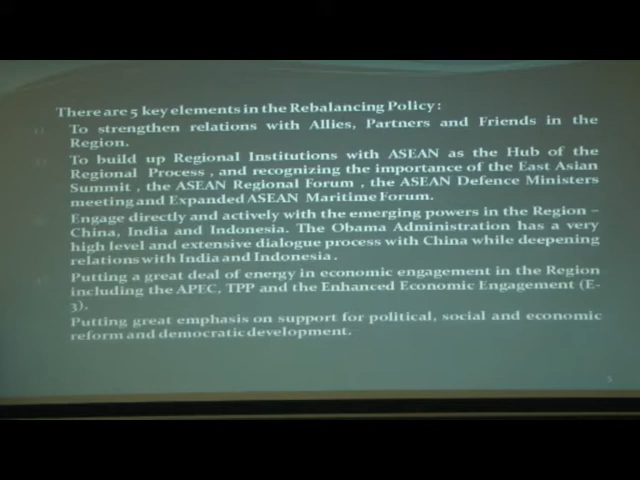 There are 5 key elements in the Rebalancing Policy :
1) To strengthen relations with Allies, Partners and Friends in the
Region.
To build up Regional Institutions with ASEAN as the Hub of the
Regional Process , and recognizing the importance of the East Asian
Summit , the ASEAN Regional Forum , the ASEAN Defence Ministers
meeting and Expanded ASEAN Maritime Forum.
Engage directly and actively with the emerging powers in the Region –
China, India and Indonesia. The Obama Administration has a very
high level and extensive dialogue process with China while deepening
relations with India and Indonesia .
Putting a great deal of energy in economic engagement in the Region
including the APEC, TPP and the Enhanced Economic Engagement (E-
3).
Putting great emphasis on support for political, social and economic
reform and democratic development.